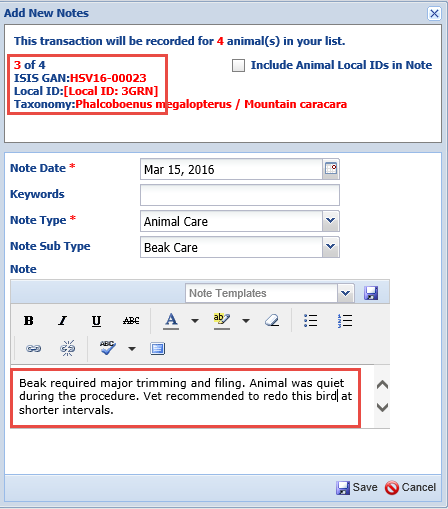 Add New Notes
This transaction will be recorded for 4 animal(s) in your list.
3 of 4
Include Animal Local IDs in Note
ISIS GAN:HSV16-00023
Local ID:[Local ID: 3GRN]
Taxonomy:Phalcoboenus megalopterus / Mountain caracara
Note Date *
Mar 15, 2016
Keywords
Note Type *
Animal Care
Note Sub Type
Beak Care
Note
Note Templates
B I U ABC A ab
ABC
Beak required major trimming and filing. Animal was quiet
during the procedure. Vet recommended to redo this bird at
shorter intervals.
Save Cancel